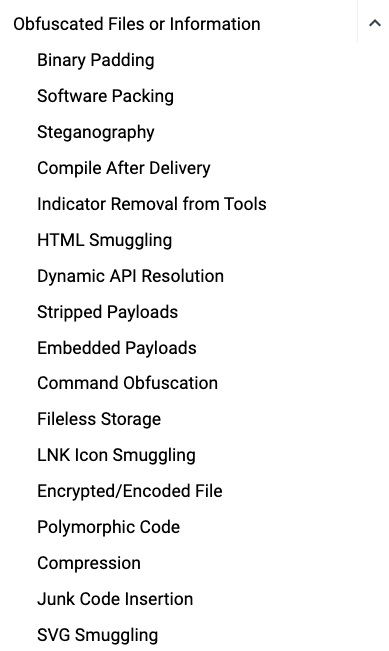 Obfuscated Files or Information
Binary Padding
Software Packing
Steganography
Compile After Delivery
Indicator Removal from Tools
HTML Smuggling
Dynamic API Resolution
Stripped Payloads
Embedded Payloads
Command Obfuscation
Fileless Storage
LNK Icon Smuggling
Encrypted/Encoded File
Polymorphic Code
Compression
Junk Code Insertion
SVG Smuggling